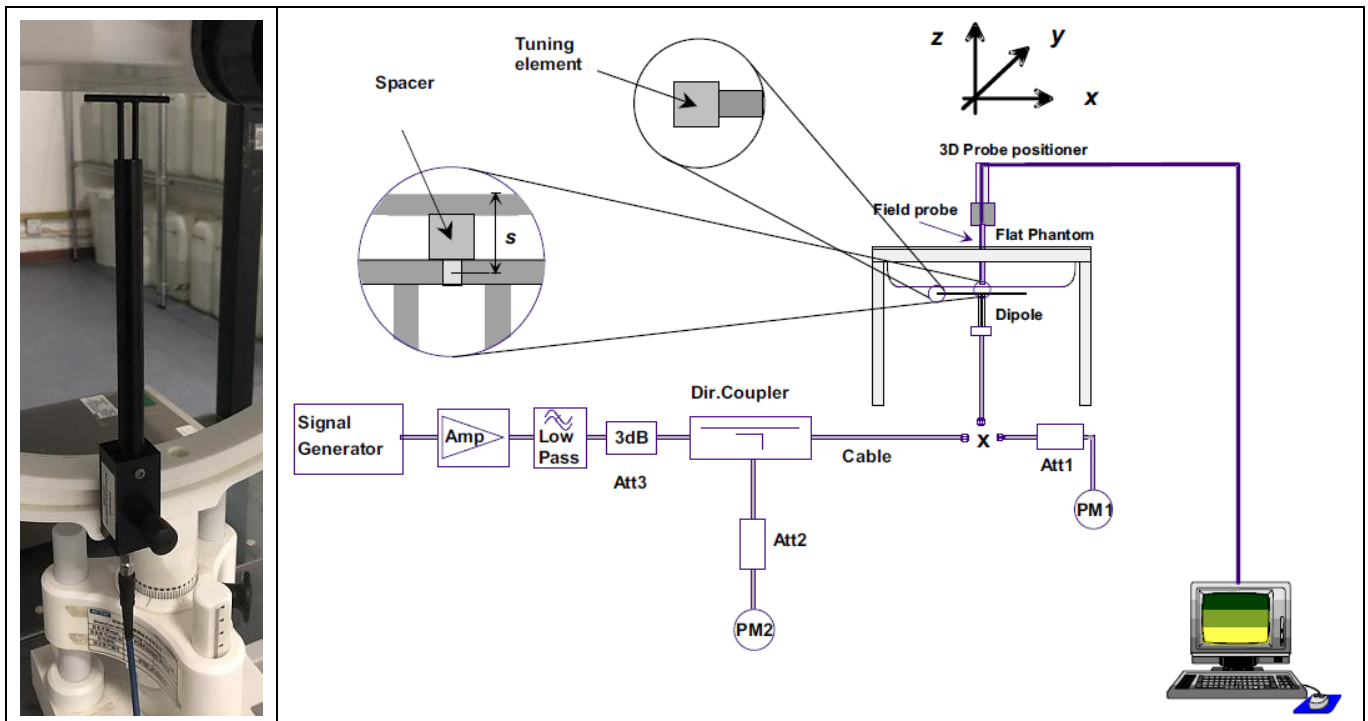 Tuning
element
Spacer
s
z
y
x
3D Probe positioner
Field probe
Flat Phantom
Dipole
Dir.Coupler
Signal
Generator
Amp
Low
Pass
3dB
Att3
Cable
x
Att1
PM1
Att2
PM2